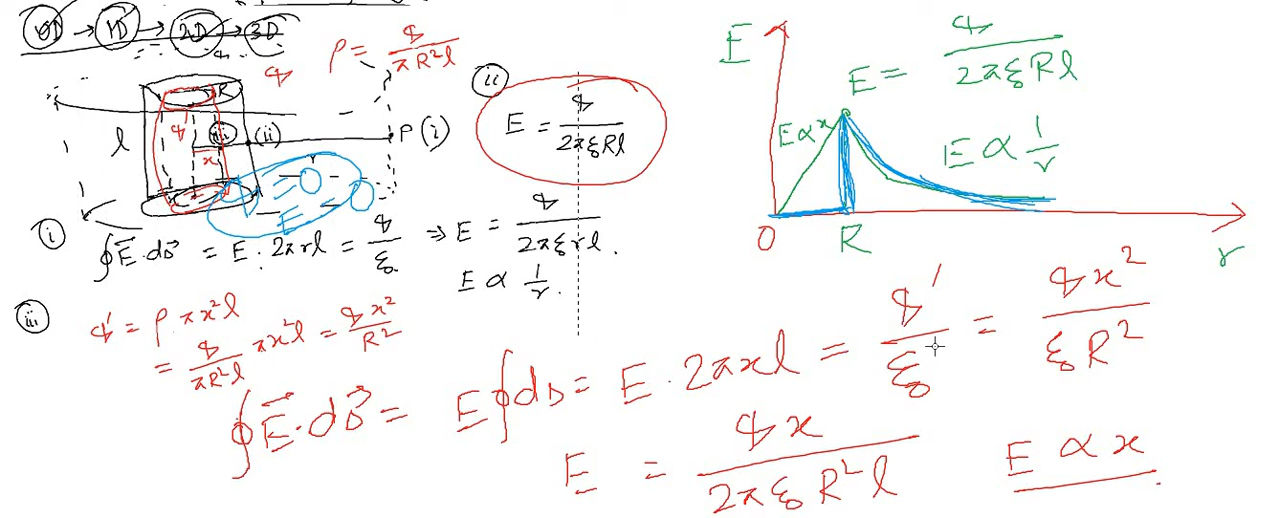 0D → 1D → 2D → 3D
q
ρ = q / πR²l
R
l
q'
x
(iii) (ii)
P (i)
r
(ii)
E = q / 2πε₀Rl
E
E = q / 2πε₀Rl
E ∝ x
E ∝ 1/r
0 R r
(i) ∮E⃗·ds⃗ = E · 2πrl = q/ε₀ ⇒ E = q / 2πε₀rl .
E ∝ 1/r .
(iii) q' = ρ · πx²l
= q/πR²l πx²l = qx²/R²
∮E⃗·ds⃗ = E∮ds = E · 2πxl = q'/ε₀ = qx²/ε₀R²
E = qx / 2πε₀R²l E ∝ x .